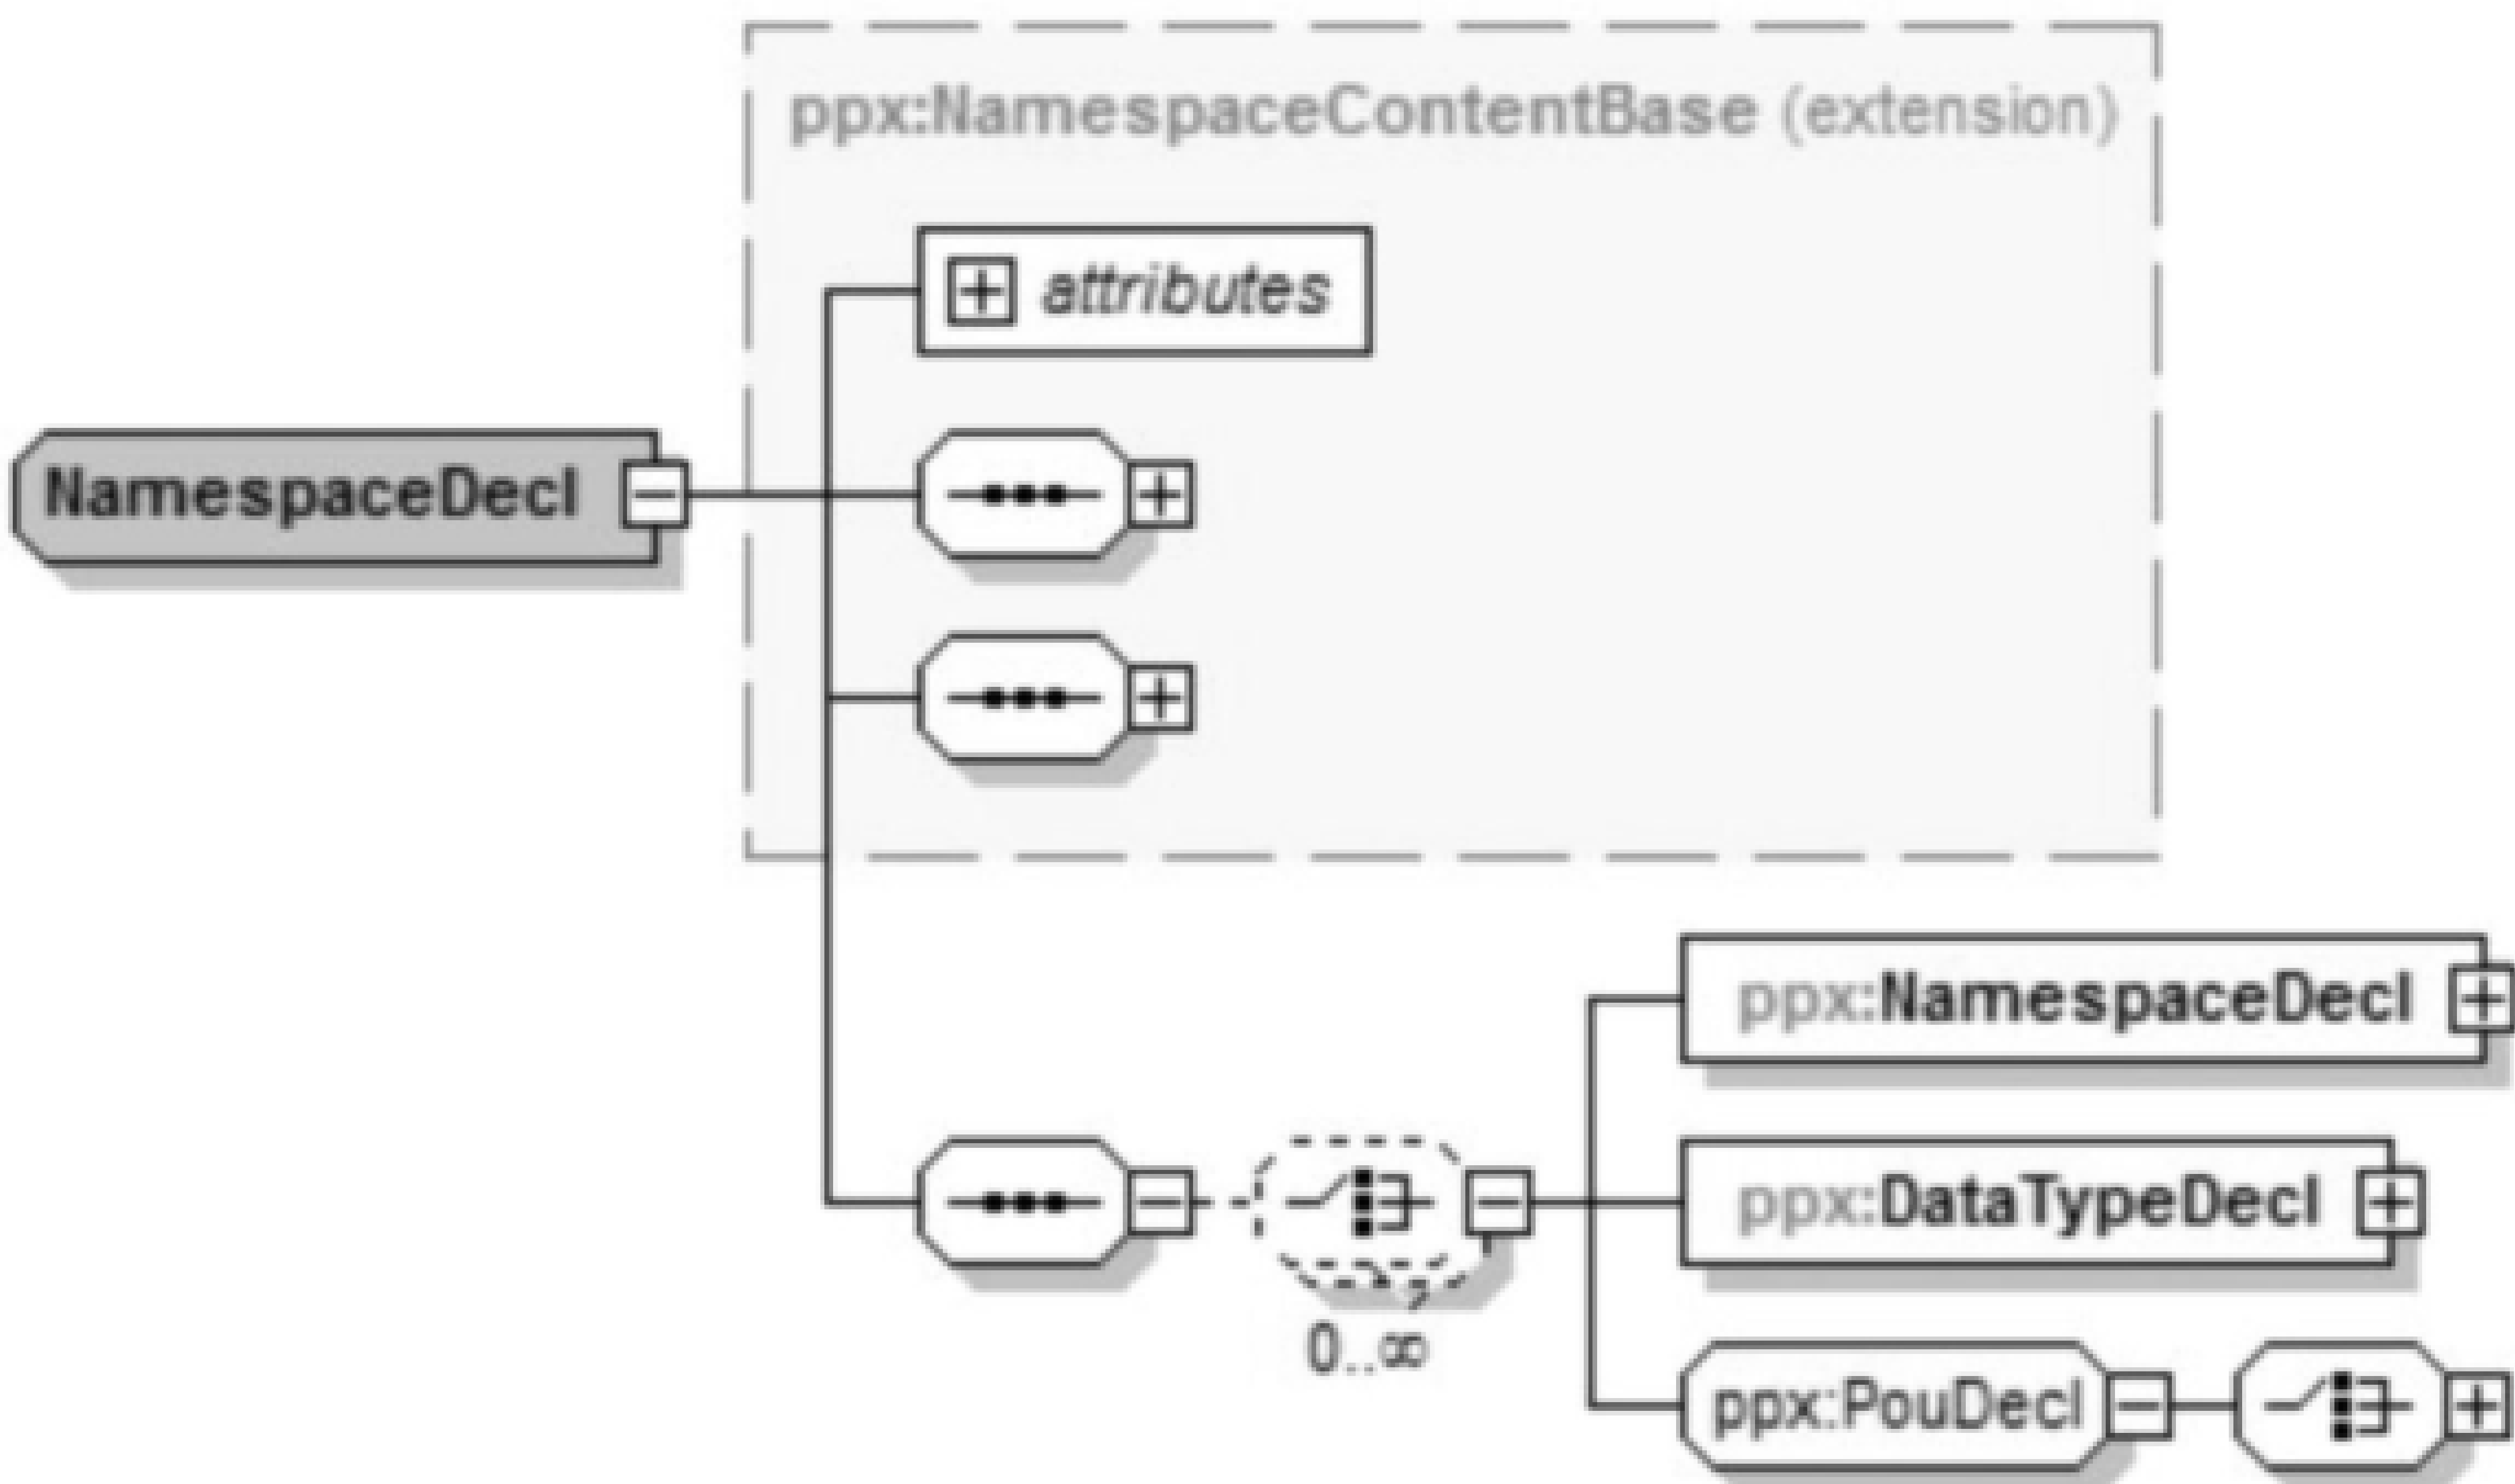 ppx:NamespaceContentBase (extension)
attributes
NamespaceDecl
ppx:NamespaceDecl
ppx:DataTypeDecl
0..∞
ppx:PouDecl